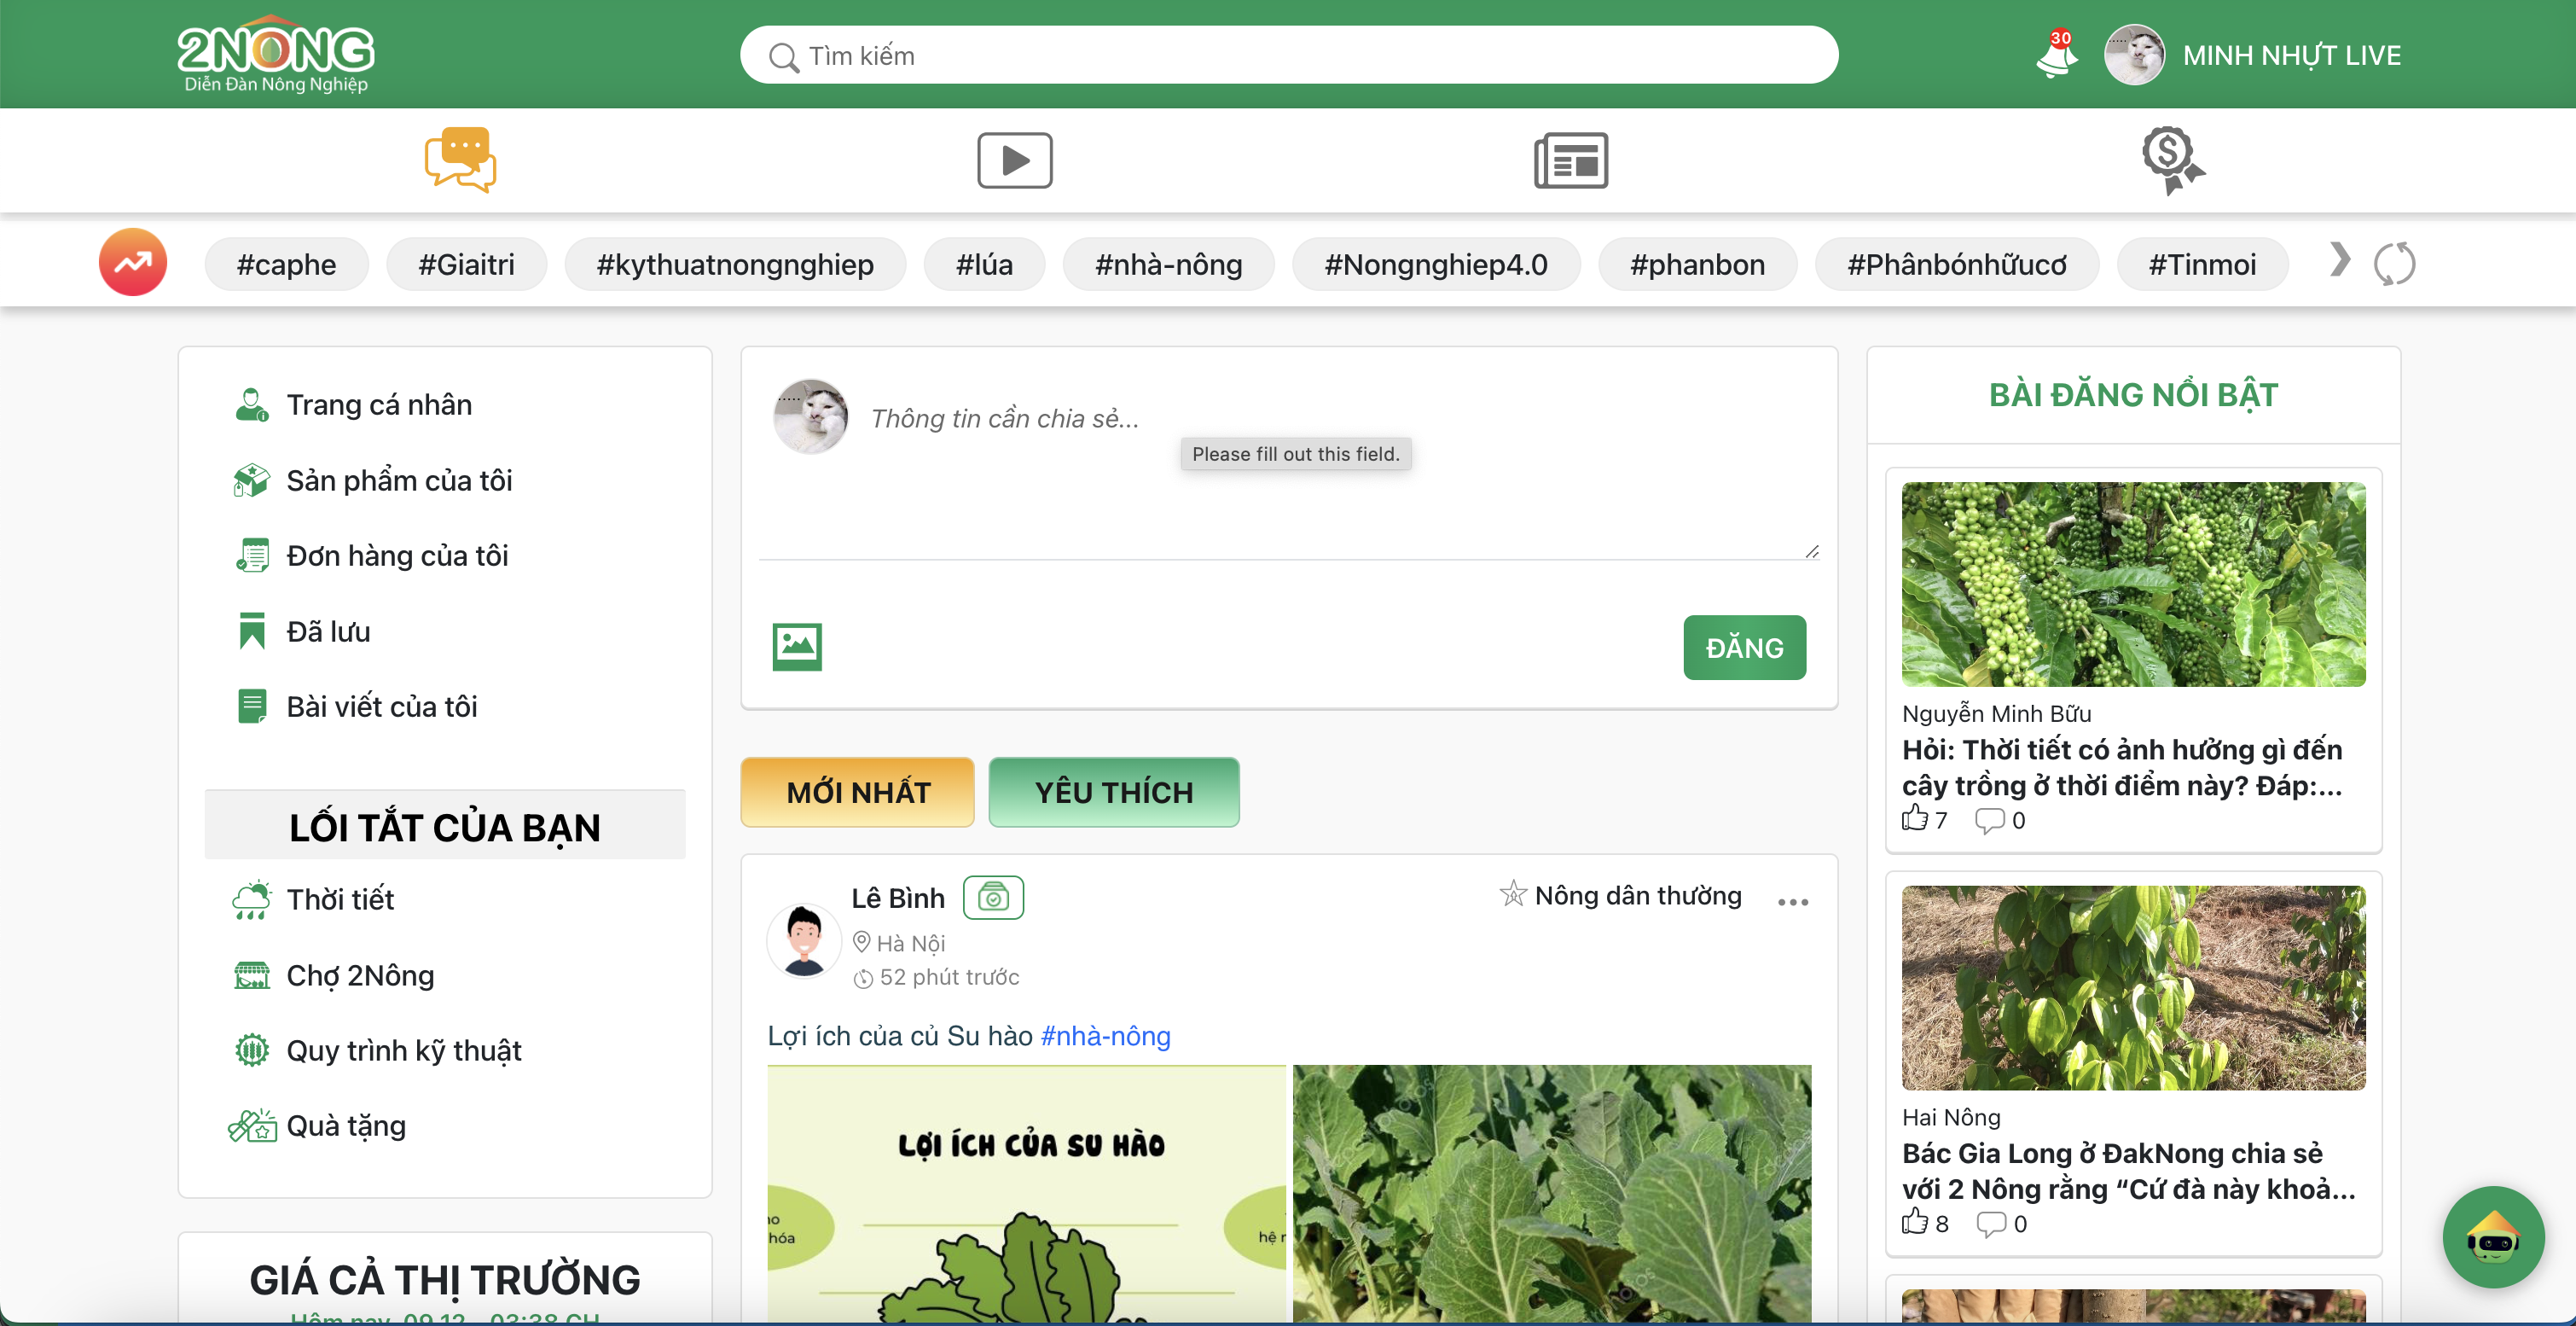 2NONG
Diễn Đàn Nông Nghiệp
Tìm kiếm
30
MINH NHỰT LIVE
#caphe
#Giaitri
#kythuatnongnghiep
#lúa
#nhà-nông
#Nongnghiep4.0
#phanbon
#Phânbónhữucơ
#Tinmoi
Trang cá nhân
Sản phẩm của tôi
Đơn hàng của tôi
Đã lưu
Bài viết của tôi
LỐI TẮT CỦA BẠN
Thời tiết
Chợ 2Nông
Quy trình kỹ thuật
Quà tặng
GIÁ CẢ THỊ TRƯỜNG
Hôm nay, 09.12 - 03:38 CH
Thông tin cần chia sẻ...
Please fill out this field.
ĐĂNG
MỚI NHẤT
YÊU THÍCH
Lê Bình
Nông dân thường
Hà Nội
52 phút trước
Lợi ích của củ Su hào #nhà-nông
LỢI ÍCH CỦA SU HÀO
hóa
BÀI ĐĂNG NỔI BẬT
Nguyễn Minh Bữu
Hỏi: Thời tiết có ảnh hưởng gì đến
cây trồng ở thời điểm này? Đáp:...
7
0
Hai Nông
Bác Gia Long ở ĐakNong chia sẻ
với 2 Nông rằng “Cứ đà này khoả...
8
0